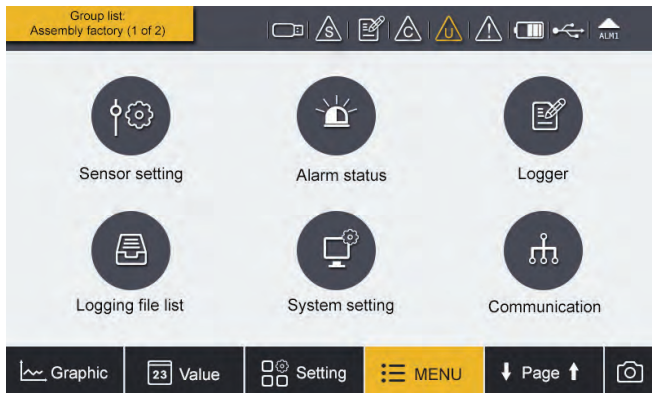 Group list:
Assembly factory (1 of 2)
S
C
U
ALM1
Sensor setting
Alarm status
Logger
Logging file list
System setting
Communication
Graphic
23 Value
Setting
MENU
Page